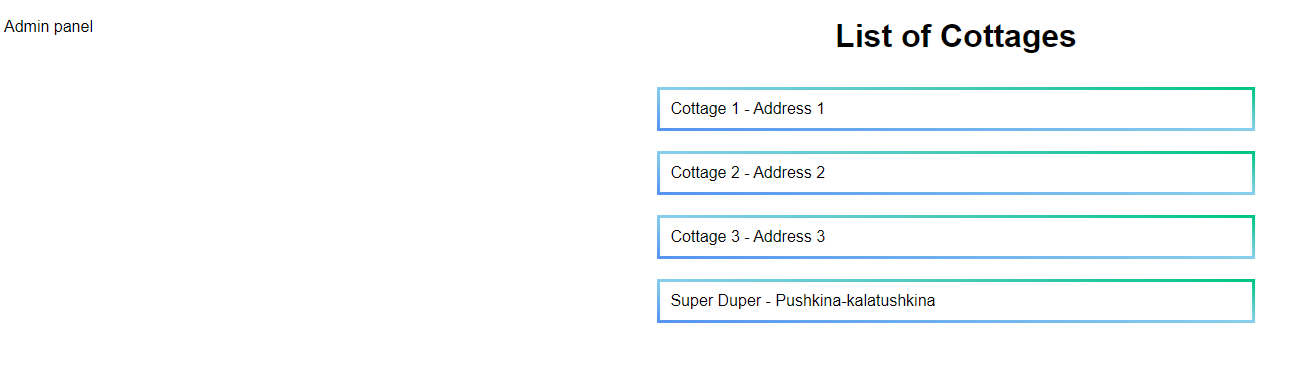 Admin panel
List of Cottages
Cottage 1 - Address 1
Cottage 2 - Address 2
Cottage 3 - Address 3
Super Duper - Pushkina-kalatushkina